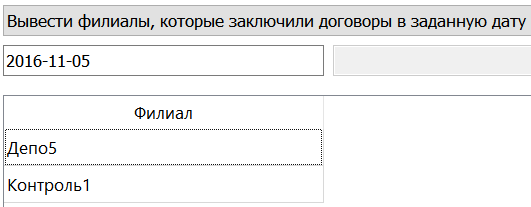 Вывести филиалы, которые заключили договоры в заданную дату
2016-11-05
Филиал
Депо5
Контроль1